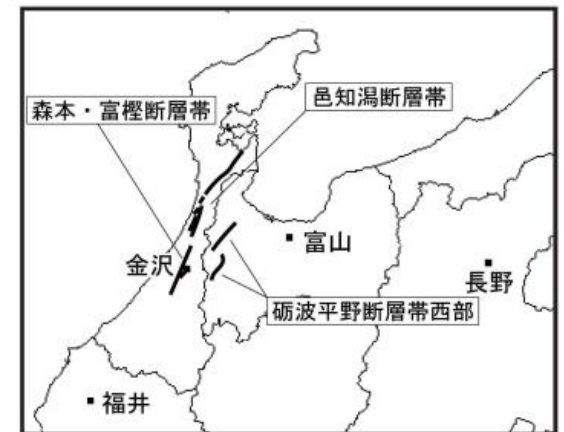 邑知潟断層帯
森本・富樫断層帯
富山
金沢
長野
砺波平野断層帯西部
福井